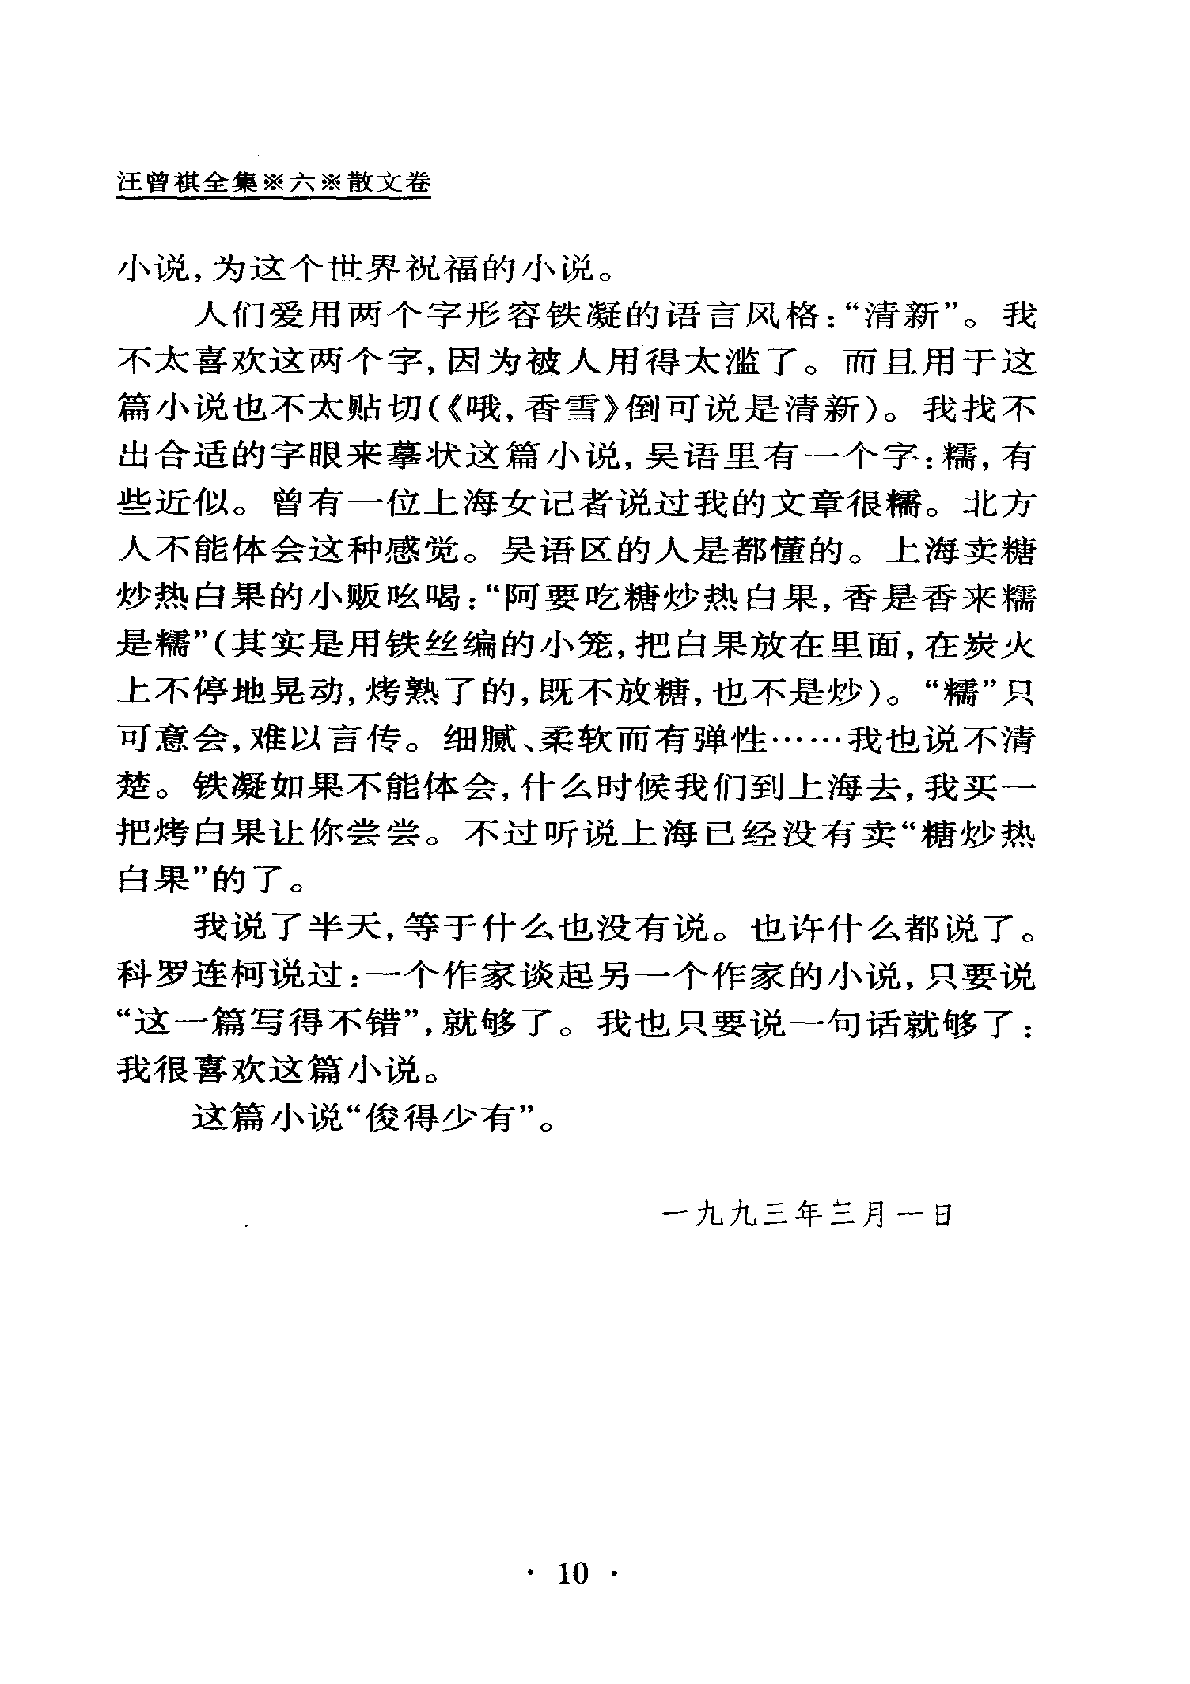 汪曾祺全集※六※散文卷
小说,为这个世界祝福的小说。
人们爱用两个字形容铁凝的语言风格:“清新”。我
不太喜欢这两个字,因为被人用得太滥了。而且用于这
篇小说也不太贴切(《哦,香雪》倒可说是清新)。我找不
出合适的字眼来摹状这篇小说,吴语里有一个字:糯,有
些近似。曾有一位上海女记者说过我的文章很糯。北方
人不能体会这种感觉。吴语区的人是都懂的。上海卖糖
炒热白果的小贩吆喝:“阿要吃糖炒热白果,香是香来糯
是糯”(其实是用铁丝编的小笼,把白果放在里面,在炭火
上不停地晃动,烤熟了的,既不放糖,也不是炒)。“糯”只
可意会,难以言传。细腻、柔软而有弹性……我也说不清
楚。铁凝如果不能体会,什么时候我们到上海去,我买一
把烤白果让你尝尝。不过听说上海已经没有卖“糖炒热
白果”的了。
我说了半天,等于什么也没有说。也许什么都说了。
科罗连柯说过:一个作家谈起另一个作家的小说,只要说
“这一篇写得不错”,就够了。我也只要说一句话就够了:
我很喜欢这篇小说。
这篇小说“俊得少有”。
一九九三年三月一日
· 10 ·